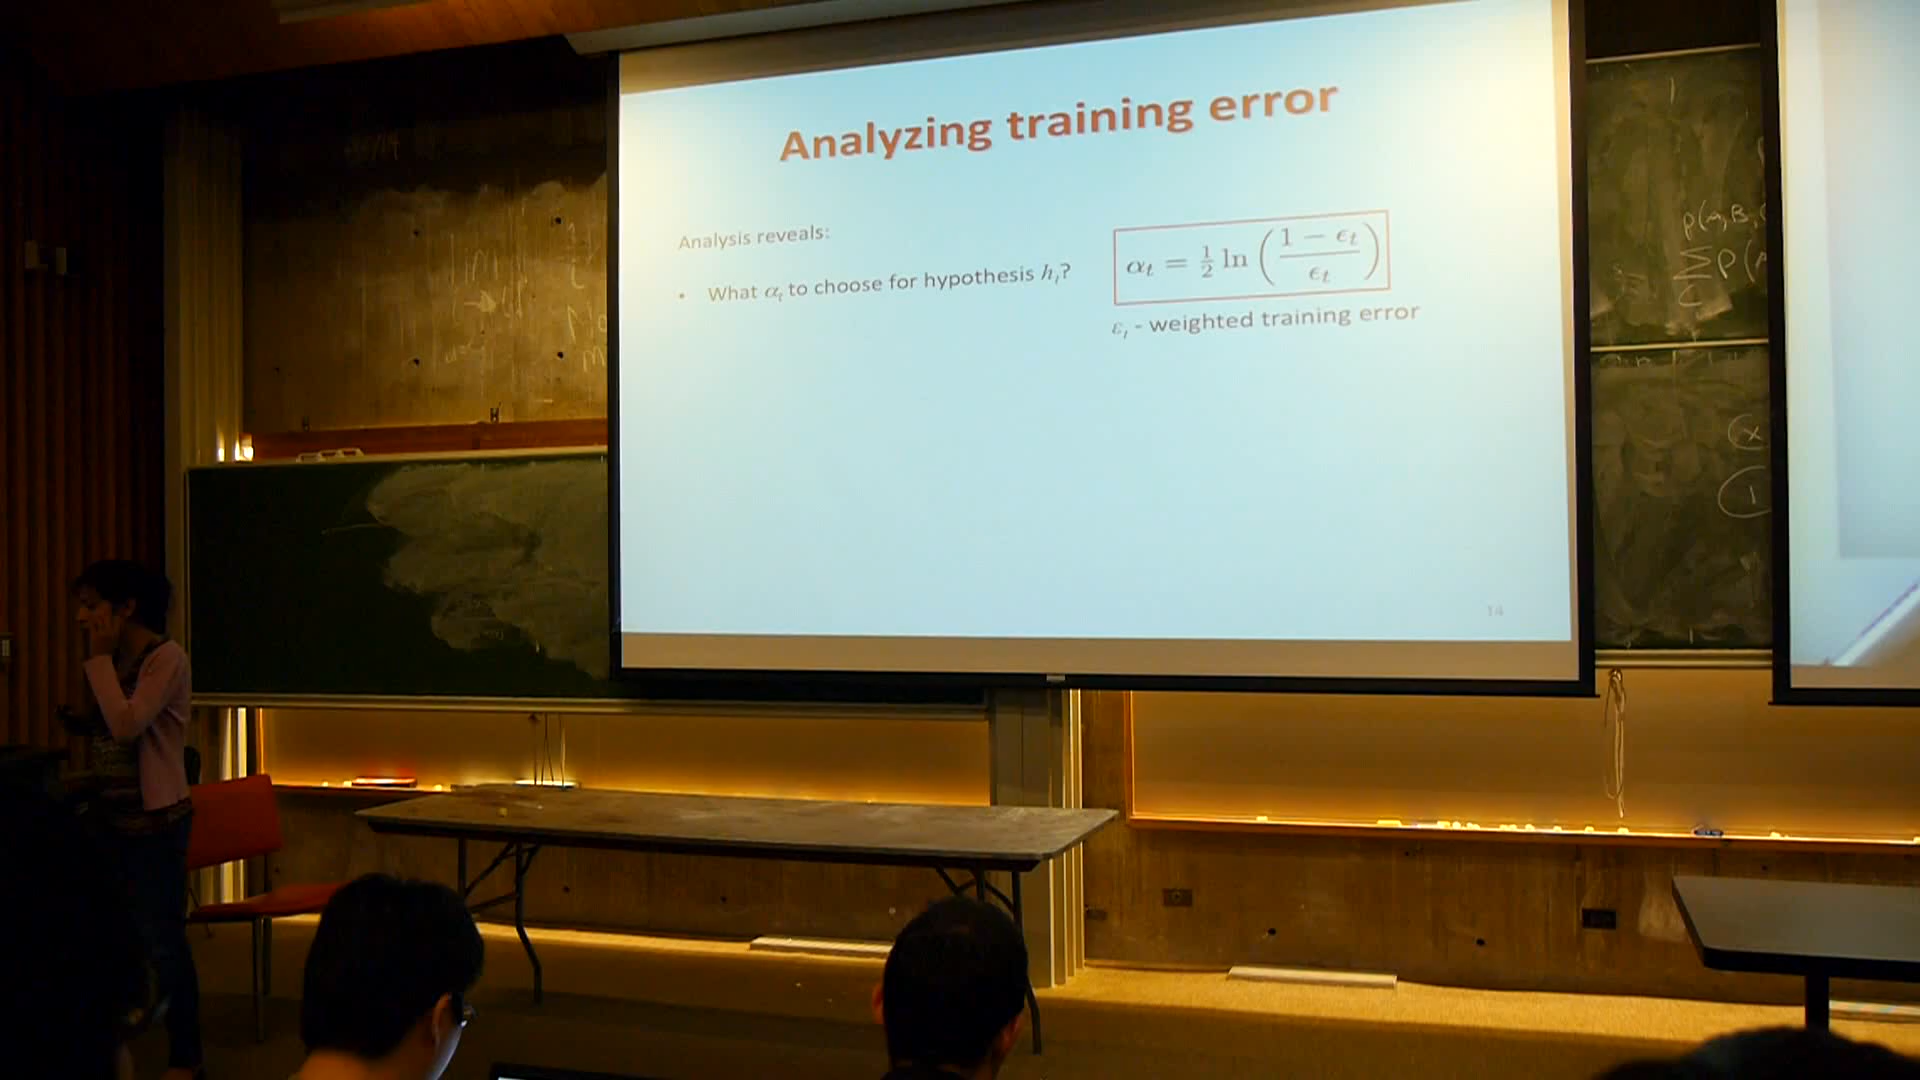 Analyzing training error
Analysis reveals:
• What αₜ to choose for hypothesis hₜ?
αₜ = ½ ln ( (1 − ϵₜ) / ϵₜ )
εₜ - weighted training error
14
p(A,B,
Σ P(
C
x
1